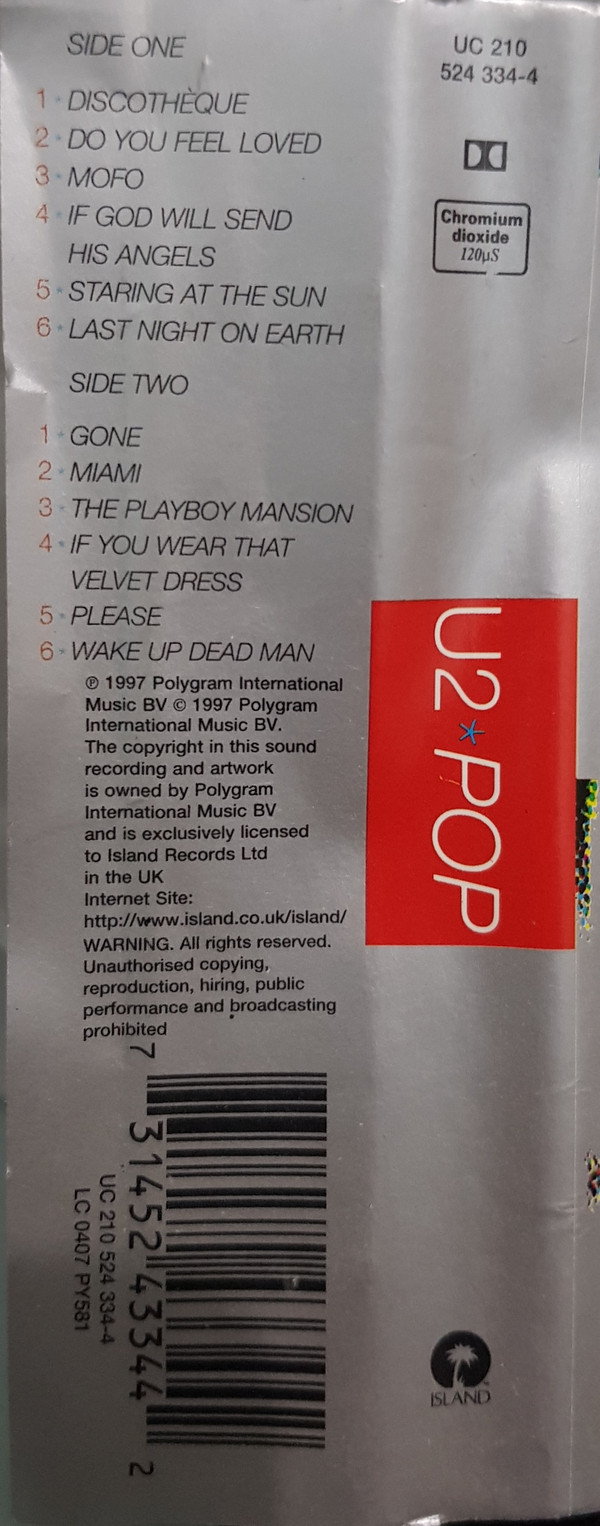 SIDE ONE
1 * DISCOTHÈQUE
2 * DO YOU FEEL LOVED
3 * MOFO
4 * IF GOD WILL SEND
HIS ANGELS
5 * STARING AT THE SUN
6 * LAST NIGHT ON EARTH
SIDE TWO
1 * GONE
2 * MIAMI
3 * THE PLAYBOY MANSION
4 * IF YOU WEAR THAT
VELVET DRESS
5 * PLEASE
6 * WAKE UP DEAD MAN
℗ 1997 Polygram International
Music BV © 1997 Polygram
International Music BV.
The copyright in this sound
recording and artwork
is owned by Polygram
International Music BV
and is exclusively licensed
to Island Records Ltd
in the UK
Internet Site:
http://www.island.co.uk/island/
WARNING. All rights reserved.
Unauthorised copying,
reproduction, hiring, public
performance and broadcasting
prohibited
7 31452 43344 2
UC 210 524 334-4
LC 0407 PY581
UC 210
524 334-4
Chromium
dioxide
120µS
U2*POP
ISLAND